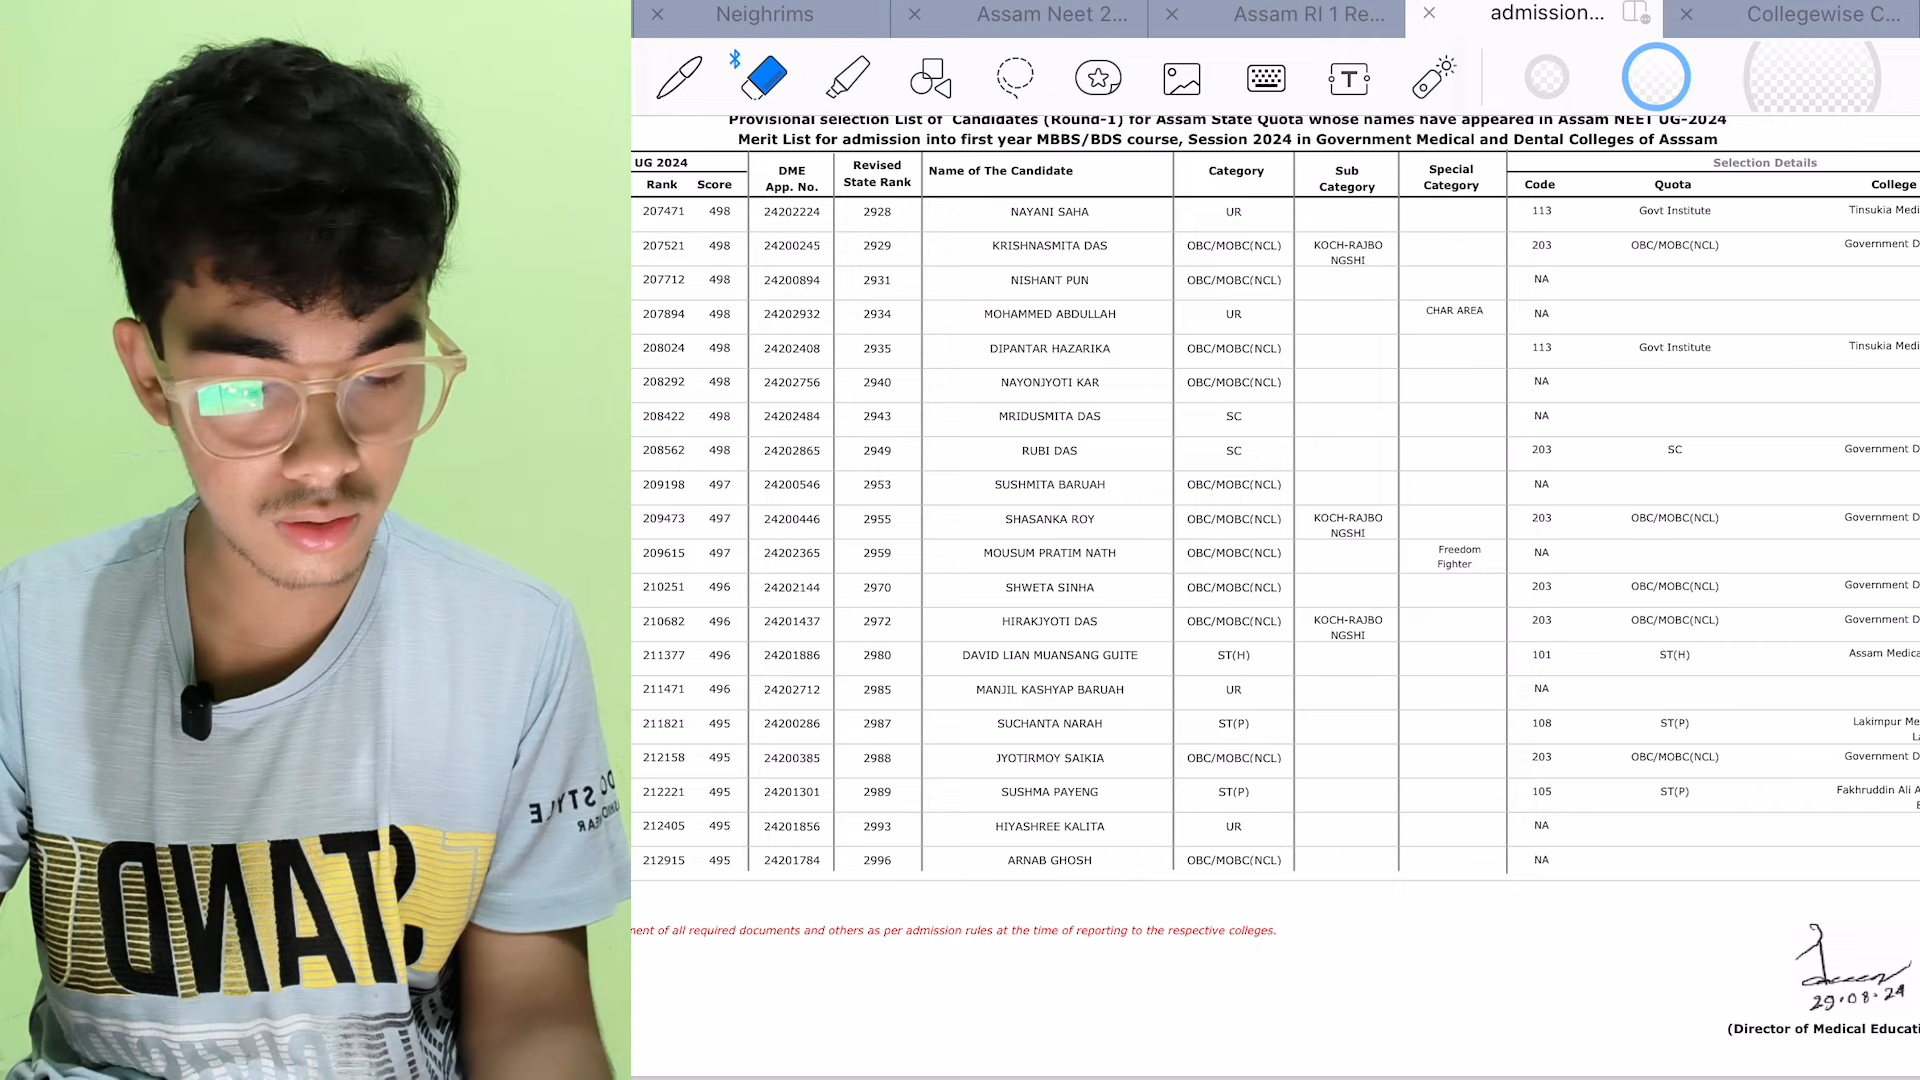 Neighrims
Assam Neet 2...
Assam RI 1 Re...
admission...
Collegewise C...
T
Provisional selection List of Candidates (Round-1) for Assam State Quota whose names have appeared in Assam NEET UG-2024
Merit List for admission into first year MBBS/BDS course, Session 2024 in Government Medical and Dental Colleges of Asssam
UG 2024 DME App. No. Revised State Rank Name of The Candidate Category Sub Category Special Category Selection Details
Rank Score Code Quota College
207471 498 24202224 2928 NAYANI SAHA UR 113 Govt Institute Tinsukia Medi
207521 498 24200245 2929 KRISHNASMITA DAS OBC/MOBC(NCL) KOCH-RAJBO NGSHI 203 OBC/MOBC(NCL) Government D
207712 498 24200894 2931 NISHANT PUN OBC/MOBC(NCL) NA
207894 498 24202932 2934 MOHAMMED ABDULLAH UR CHAR AREA NA
208024 498 24202408 2935 DIPANTAR HAZARIKA OBC/MOBC(NCL) 113 Govt Institute Tinsukia Medi
208292 498 24202756 2940 NAYONJYOTI KAR OBC/MOBC(NCL) NA
208422 498 24202484 2943 MRIDUSMITA DAS SC NA
208562 498 24202865 2949 RUBI DAS SC 203 SC Government D
209198 497 24200546 2953 SUSHMITA BARUAH OBC/MOBC(NCL) NA
209473 497 24200446 2955 SHASANKA ROY OBC/MOBC(NCL) KOCH-RAJBO NGSHI 203 OBC/MOBC(NCL) Government D
209615 497 24202365 2959 MOUSUM PRATIM NATH OBC/MOBC(NCL) Freedom Fighter NA
210251 496 24202144 2970 SHWETA SINHA OBC/MOBC(NCL) 203 OBC/MOBC(NCL) Government D
210682 496 24201437 2972 HIRAKJYOTI DAS OBC/MOBC(NCL) KOCH-RAJBO NGSHI 203 OBC/MOBC(NCL) Government D
211377 496 24201886 2980 DAVID LIAN MUANSANG GUITE ST(H) 101 ST(H) Assam Medica
211471 496 24202712 2985 MANJIL KASHYAP BARUAH UR NA
211821 495 24200286 2987 SUCHANTA NARAH ST(P) 108 ST(P) Lakimpur Me La
212158 495 24200385 2988 JYOTIRMOY SAIKIA OBC/MOBC(NCL) 203 OBC/MOBC(NCL) Government D
212221 495 24201301 2989 SUSHMA PAYENG ST(P) 105 ST(P) Fakhruddin Ali A
212405 495 24201856 2993 HIYASHREE KALITA UR NA
212915 495 24201784 2996 ARNAB GHOSH OBC/MOBC(NCL) NA
ment of all required documents and others as per admission rules at the time of reporting to the respective colleges.
29.08.24
(Director of Medical Educati
STAND
STYLE
WEAR